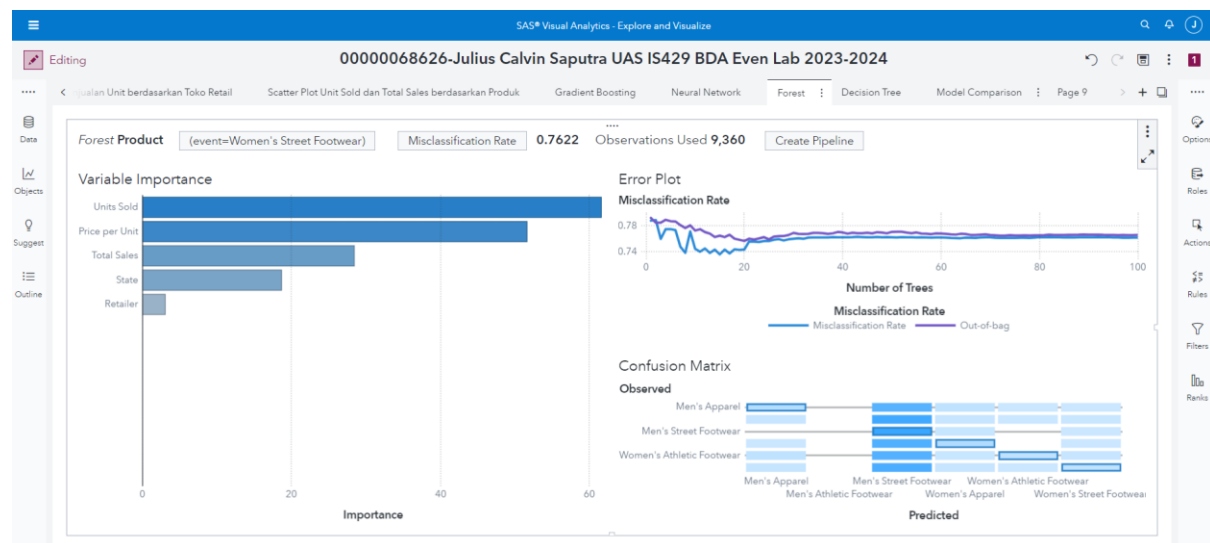 SAS® Visual Analytics - Explore and Visualize
J
Editing
00000068626-Julius Calvin Saputra UAS IS429 BDA Even Lab 2023-2024
1
ualan Unit berdasarkan Toko Retail
Scatter Plot Unit Sold dan Total Sales berdasarkan Produk
Gradient Boosting
Neural Network
Forest
Decision Tree
Model Comparison
Page 9
Data
Objects
Suggest
Outline
Forest Product (event=Women's Street Footwear) Misclassification Rate 0.7622 Observations Used 9,360 Create Pipeline
Variable Importance
Units Sold
Price per Unit
Total Sales
State
Retailer
0 20 40 60
Importance
Error Plot
Misclassification Rate
0.78
0.74
0 20 40 60 80 100
Number of Trees
Misclassification Rate
Misclassification Rate Out-of-bag
Confusion Matrix
Observed
Men's Apparel
Men's Street Footwear
Women's Athletic Footwear
Men's Apparel Men's Street Footwear Women's Athletic Footwear
Men's Athletic Footwear Women's Apparel Women's Street Footwear
Predicted
Option
Roles
Actions
Rules
Filters
Ranks